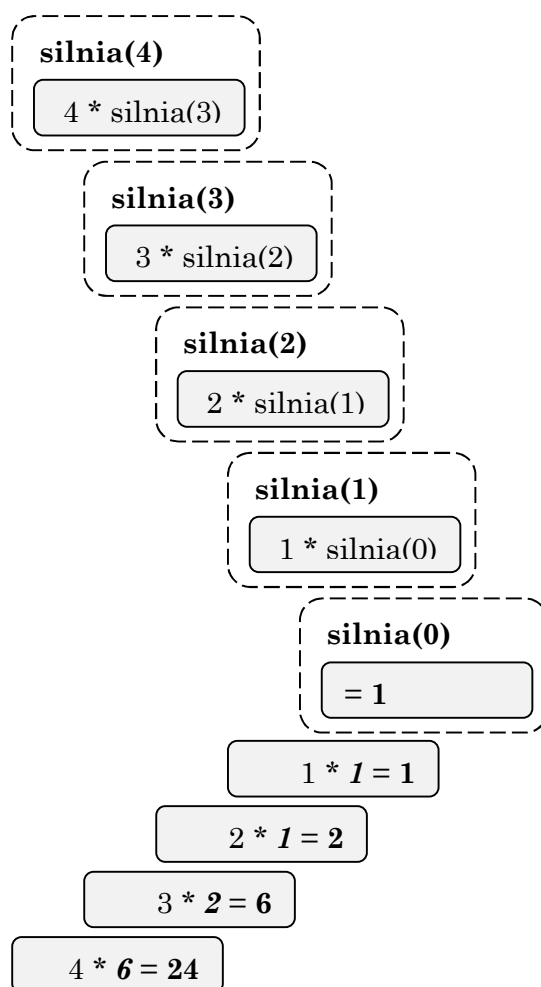 silnia(4)
4 * silnia(3)
silnia(3)
3 * silnia(2)
silnia(2)
2 * silnia(1)
silnia(1)
1 * silnia(0)
silnia(0)
= 1
1 * 1 = 1
2 * 1 = 2
3 * 2 = 6
4 * 6 = 24